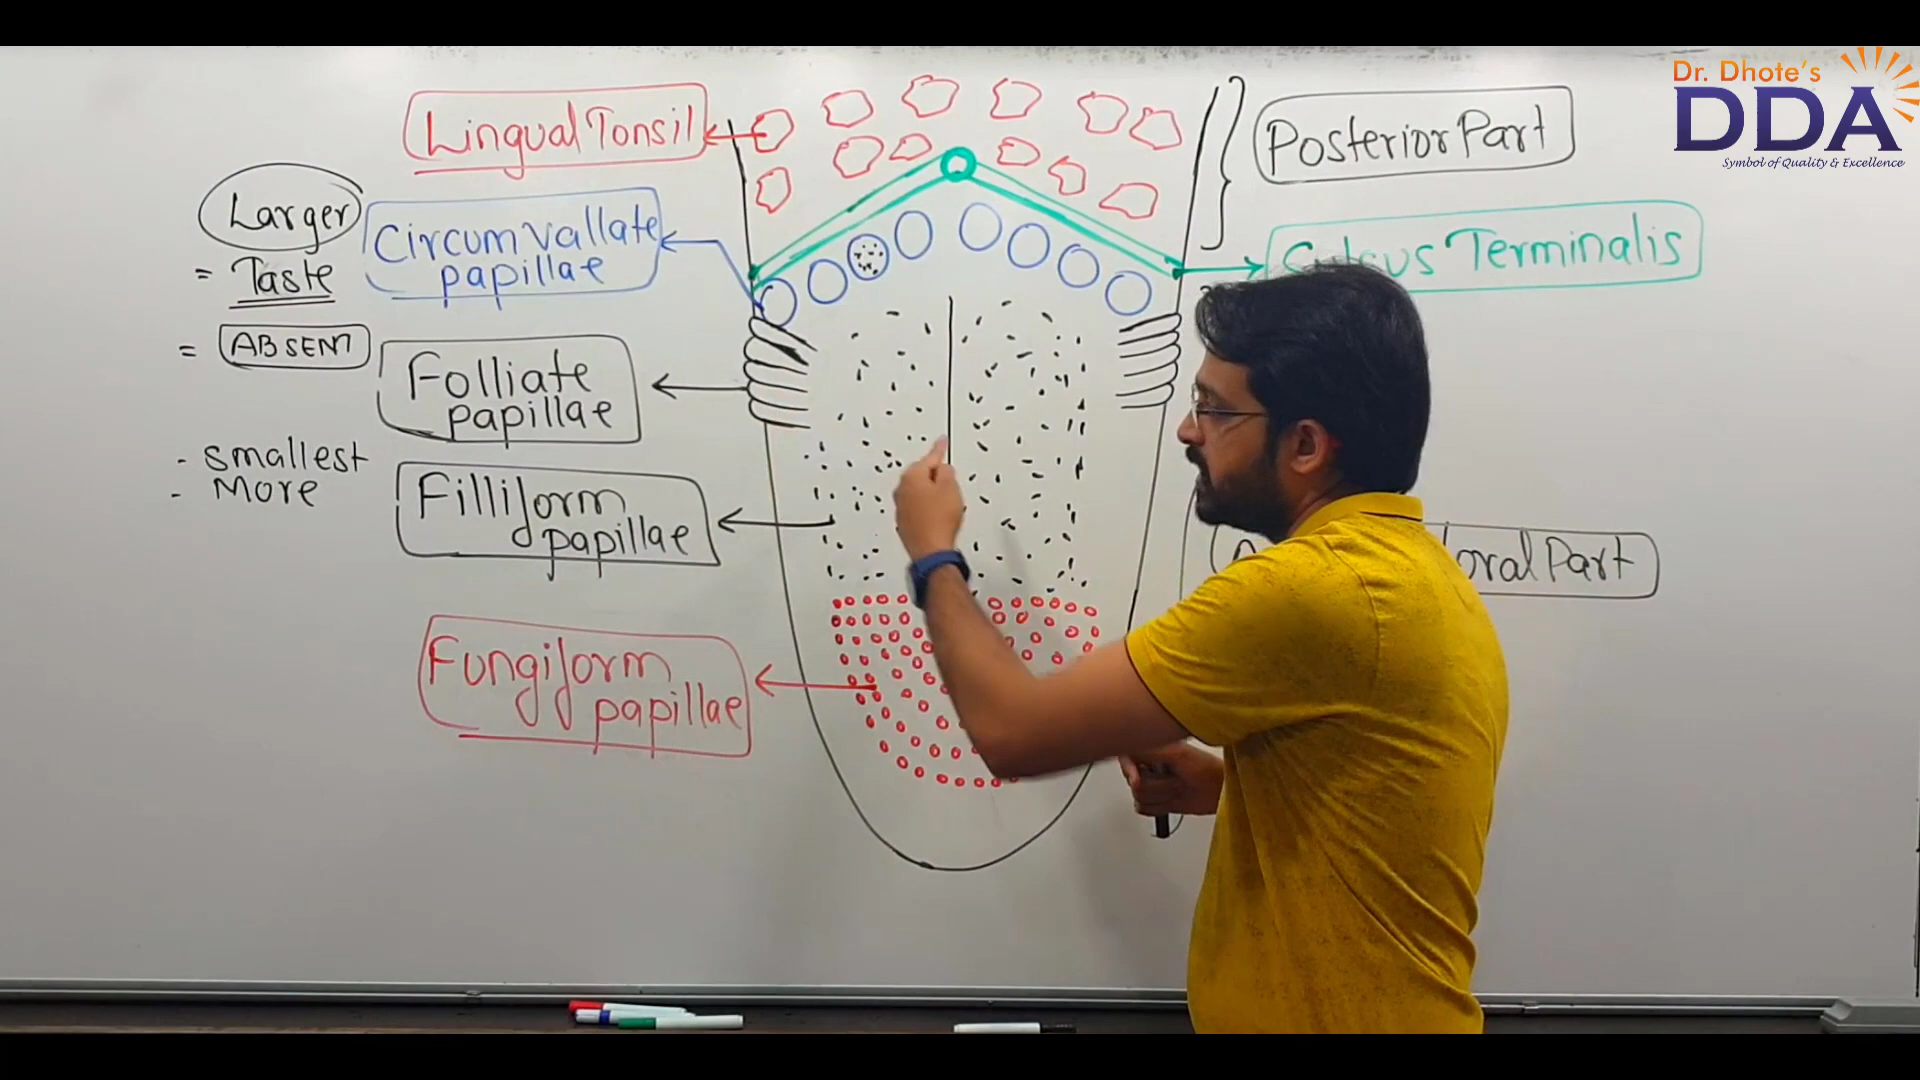 Dr. Dhote's
DDA
Symbol of Quality & Excellence
Lingual Tonsil
Posterior Part
Larger
= Taste
Circumvallate
papillae
Terminalis
= ABSENT
Folliate
papillae
- Smallest
- More
Filliform
papillae
oral Part
Fungiform
papillae